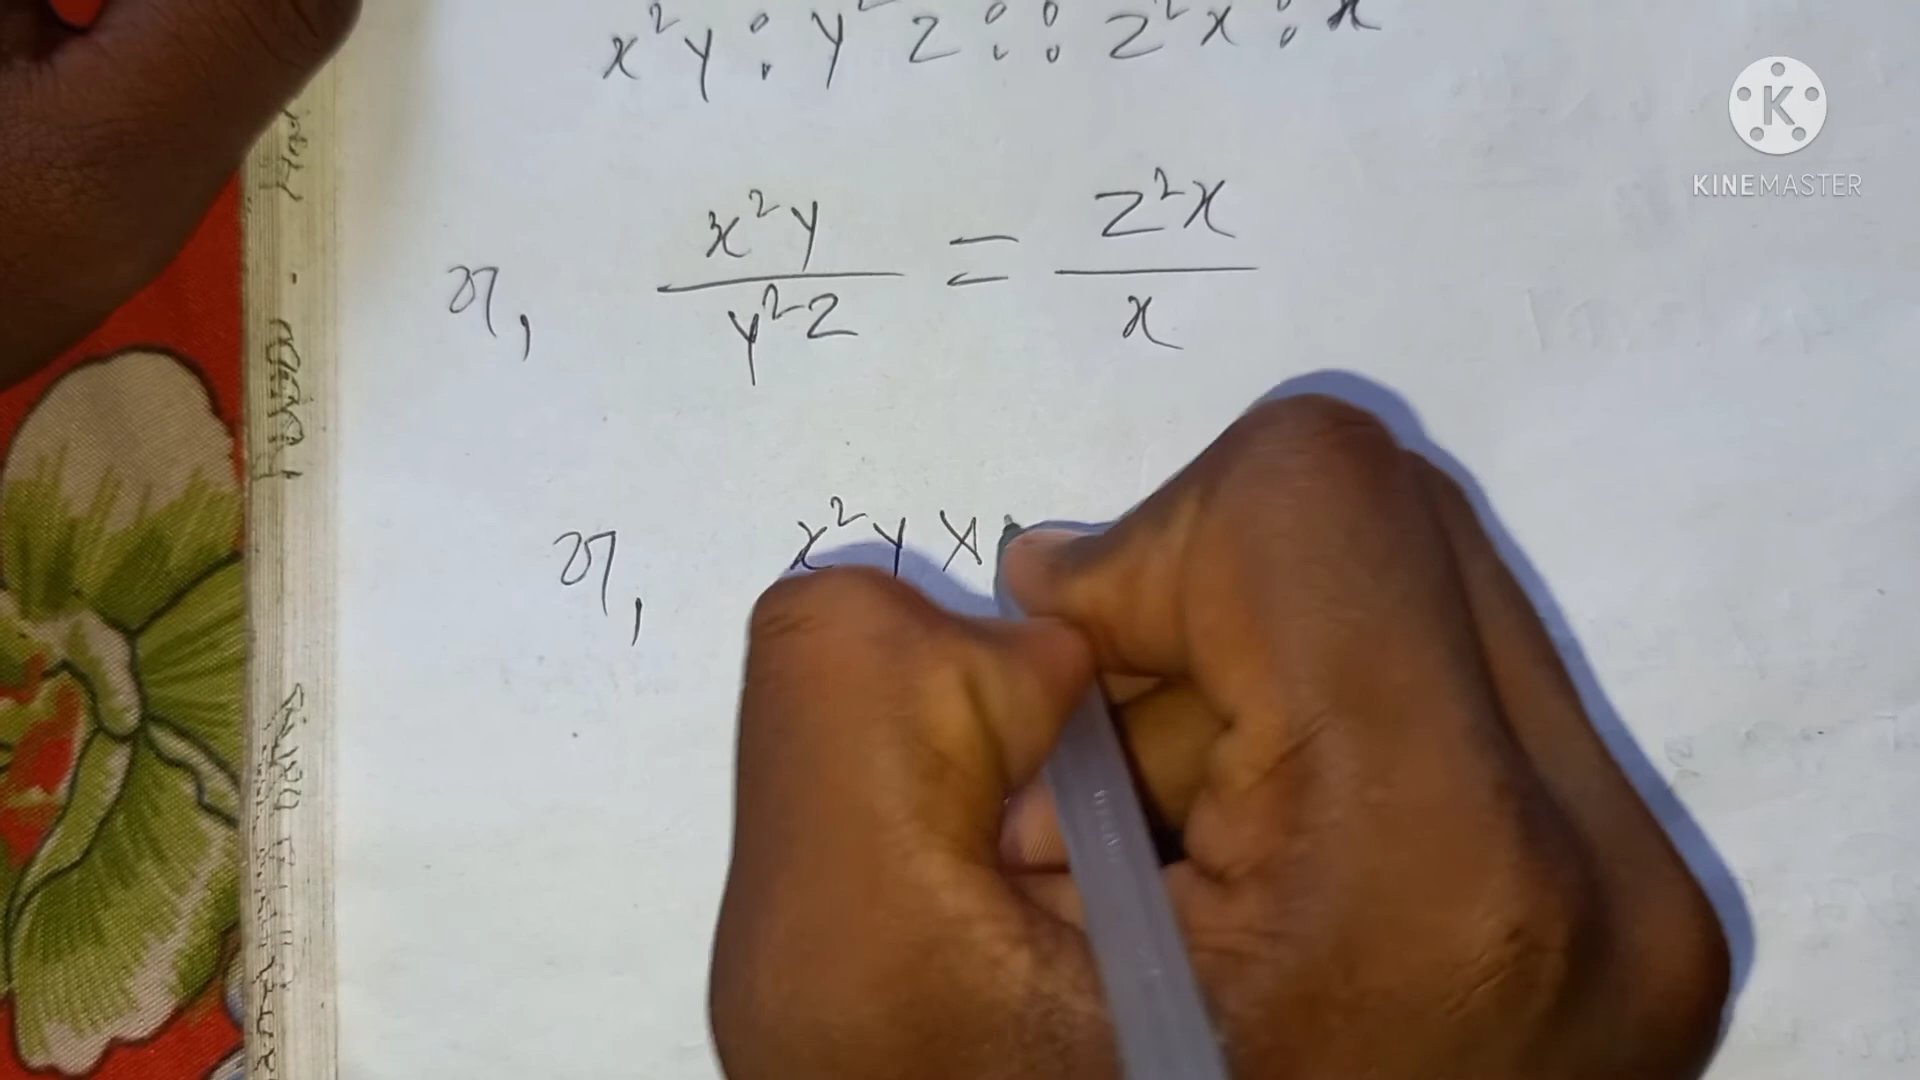 x²y : y²z :: z²x : x
KINEMASTER
বা, x²y/y²z = z²x/x
বা, x²y ×